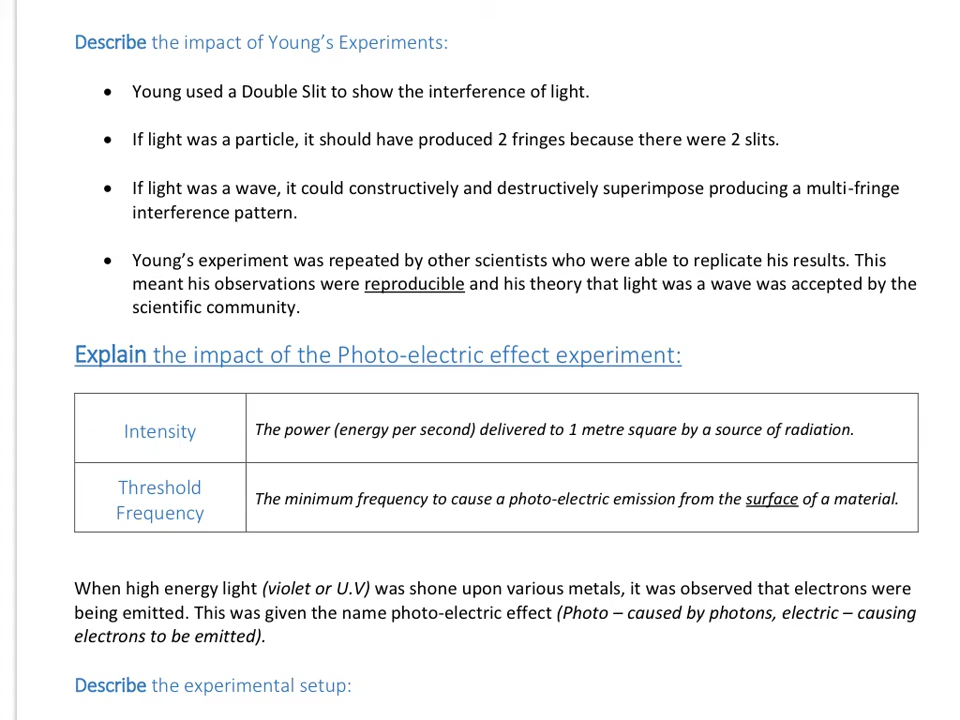 Describe the impact of Young's Experiments:
• Young used a Double Slit to show the interference of light.
• If light was a particle, it should have produced 2 fringes because there were 2 slits.
• If light was a wave, it could constructively and destructively superimpose producing a multi-fringe
interference pattern.
• Young's experiment was repeated by other scientists who were able to replicate his results. This
meant his observations were reproducible and his theory that light was a wave was accepted by the
scientific community.
Explain the impact of the Photo-electric effect experiment:
Intensity
The power (energy per second) delivered to 1 metre square by a source of radiation.
Threshold
Frequency
The minimum frequency to cause a photo-electric emission from the surface of a material.
When high energy light (violet or U.V) was shone upon various metals, it was observed that electrons were
being emitted. This was given the name photo-electric effect (Photo – caused by photons, electric – causing
electrons to be emitted).
Describe the experimental setup: